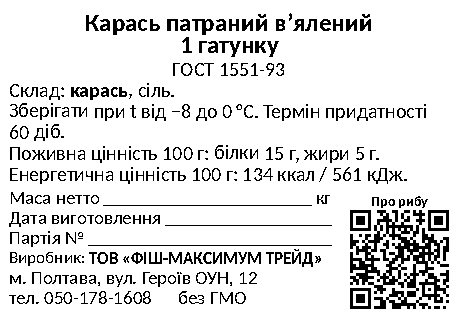 Карась патраний в’ялений
1 ґатунку
ГОСТ 1551-93
Склад: карась, сіль.
Зберігати при t від −8 до 0 °C. Термін придатності
60 діб.
Поживна цінність 100 г: білки 15 г, жири 5 г.
Енергетична цінність 100 г: 134 ккал / 561 кДж.
Маса нетто ____________________ кг
Про рибу
Дата виготовлення ________________
Партія № ________________________
Виробник: ТОВ «ФІШ-МАКСИМУМ ТРЕЙД»
м. Полтава, вул. Героїв ОУН, 12
тел. 050-178-1608 без ГМО